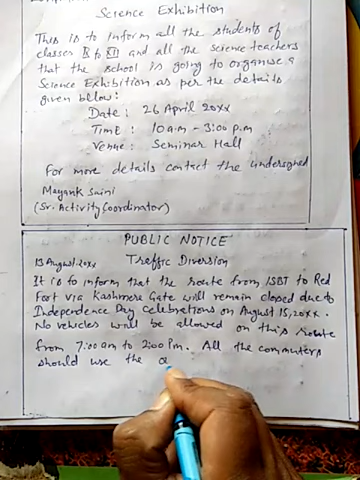 Science Exhibition
This is to inform all the students of
classes X to XII and all the science teachers
that the school is going to organise a
Science Exhibition as per the details
given bllow:
Date: 26 April 20xx
Time: 10 a.m - 3:00 p.m
Venue: Seminar Hall
For more details contact the undersigned
Mayank Saini
(Sr. Activity Coordinator)
PUBLIC NOTICE
13 August 20xx Traffic Diversion
It is to inform that the route from ISBT to Red
Foot via Kashmere Gate will remain closed due to
Independence Day Celebrations on August 15, 20xx.
No vehicles will be allowed on this route
from 7:00 am to 2:00 Pm. All the commuters
should use the a